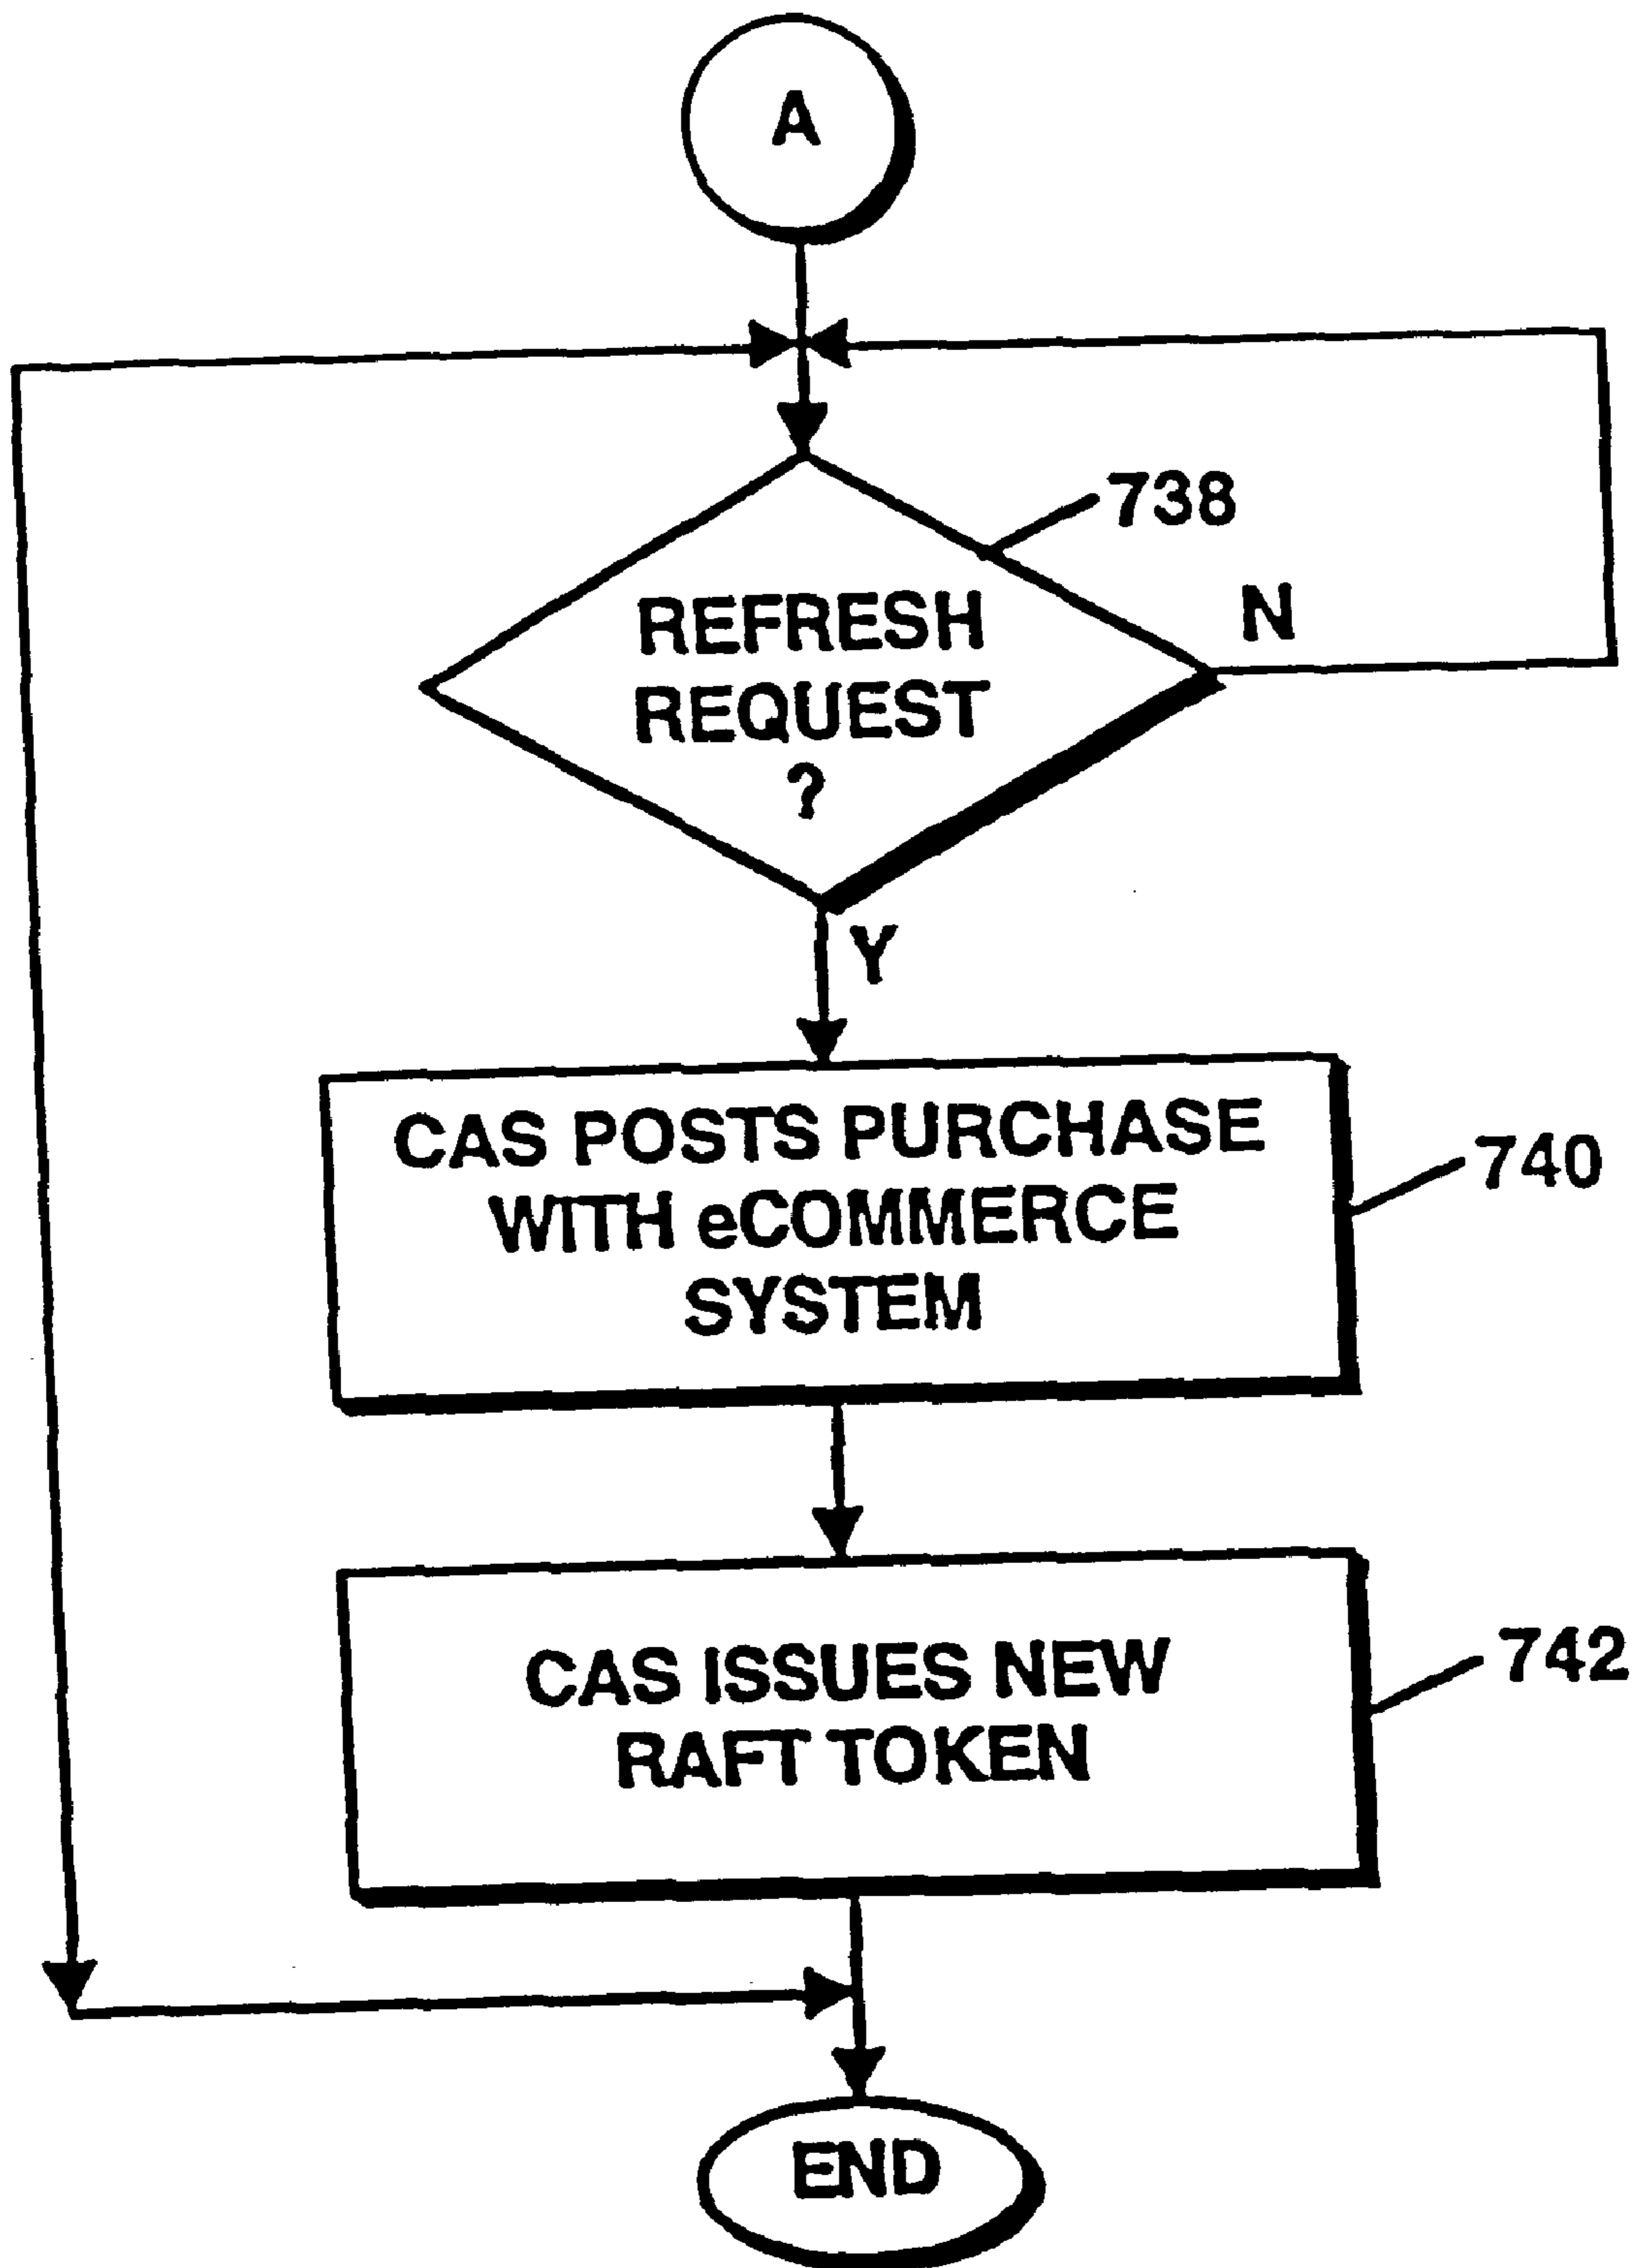 A
738
REFRESH
REQUEST
?
N
Y
CAS POSTS PURCHASE
WITH eCOMMERCE
SYSTEM
740
CAS ISSUES NEW
RAFT TOKEN
742
END